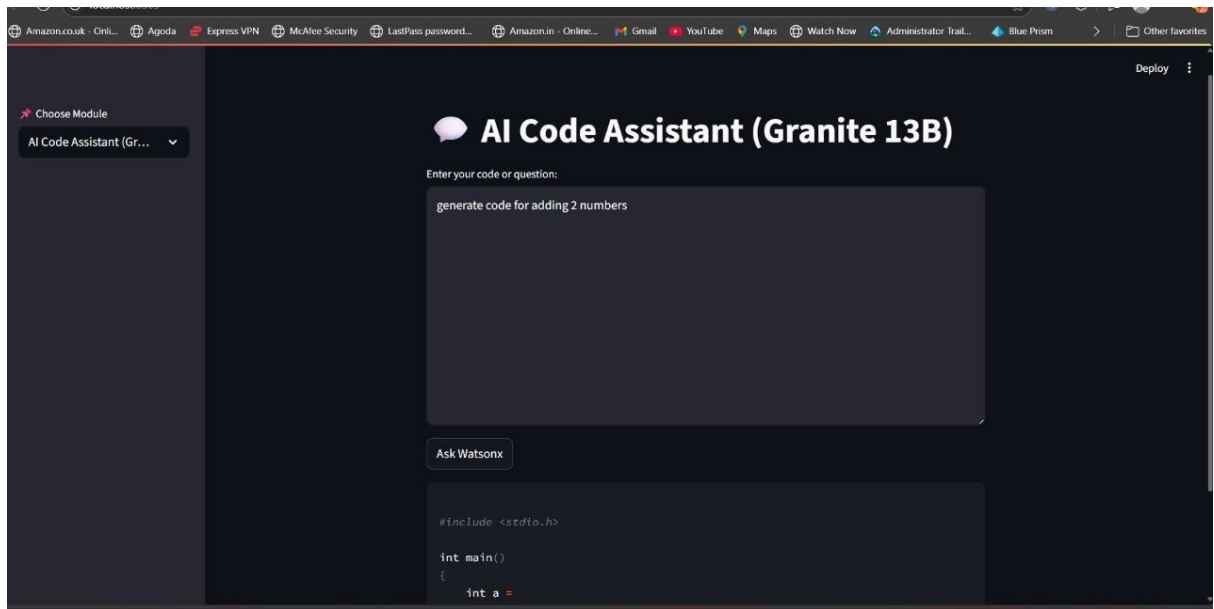 Amazon.co.uk - Onli... Agoda Express VPN McAfee Security LastPass password... Amazon.in - Online... Gmail YouTube Maps Watch Now Administrator Trail... Blue Prism > Other favorites
Deploy
Choose Module
AI Code Assistant (Gr...
AI Code Assistant (Granite 13B)
Enter your code or question:
generate code for adding 2 numbers
Ask Watsonx
#include <stdio.h>
int main()
{
int a =